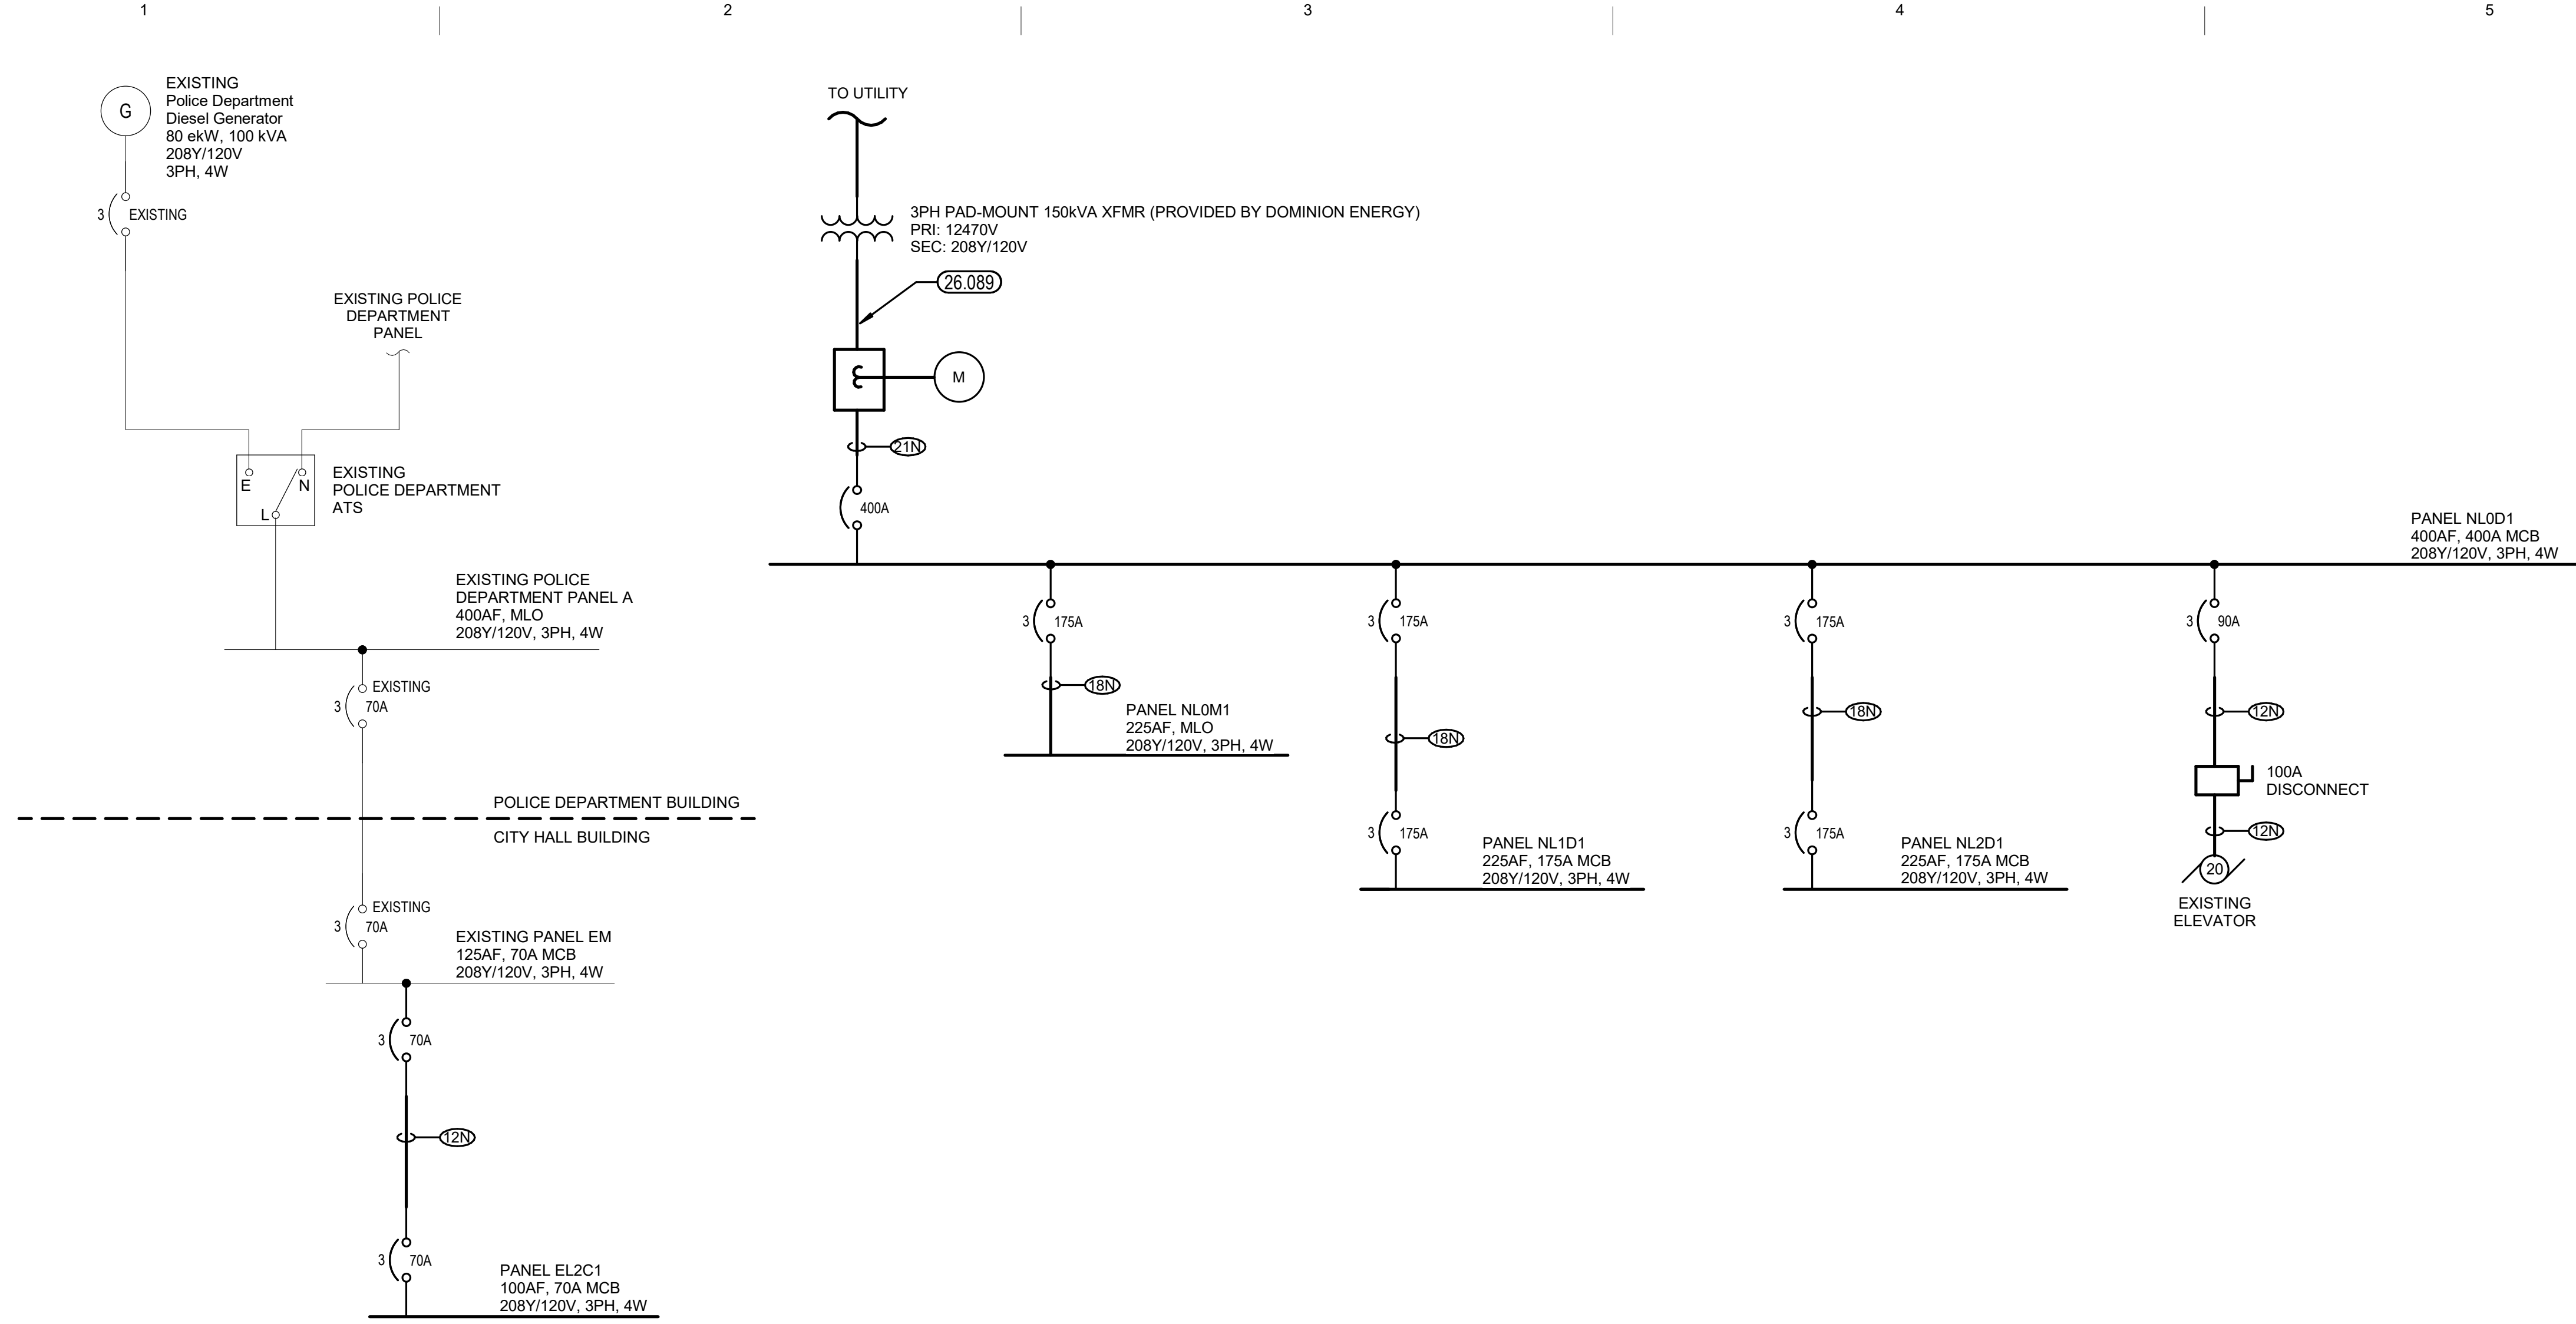 1
2
3
4
5
G
EXISTING
Police Department
Diesel Generator
80 ekW, 100 kVA
208Y/120V
3PH, 4W
3
EXISTING
EXISTING POLICE
DEPARTMENT
PANEL
E
N
L
EXISTING
POLICE DEPARTMENT
ATS
EXISTING POLICE
DEPARTMENT PANEL A
400AF, MLO
208Y/120V, 3PH, 4W
EXISTING
3
70A
POLICE DEPARTMENT BUILDING
CITY HALL BUILDING
EXISTING
3
70A
EXISTING PANEL EM
125AF, 70A MCB
208Y/120V, 3PH, 4W
3
70A
12N
3
70A
PANEL EL2C1
100AF, 70A MCB
208Y/120V, 3PH, 4W
TO UTILITY
3PH PAD-MOUNT 150kVA XFMR (PROVIDED BY DOMINION ENERGY)
PRI: 12470V
SEC: 208Y/120V
26.089
M
21N
400A
PANEL NL0D1
400AF, 400A MCB
208Y/120V, 3PH, 4W
3
175A
18N
PANEL NL0M1
225AF, MLO
208Y/120V, 3PH, 4W
3
175A
18N
3
175A
PANEL NL1D1
225AF, 175A MCB
208Y/120V, 3PH, 4W
3
175A
18N
3
175A
PANEL NL2D1
225AF, 175A MCB
208Y/120V, 3PH, 4W
3
90A
12N
100A
DISCONNECT
12N
20
EXISTING
ELEVATOR